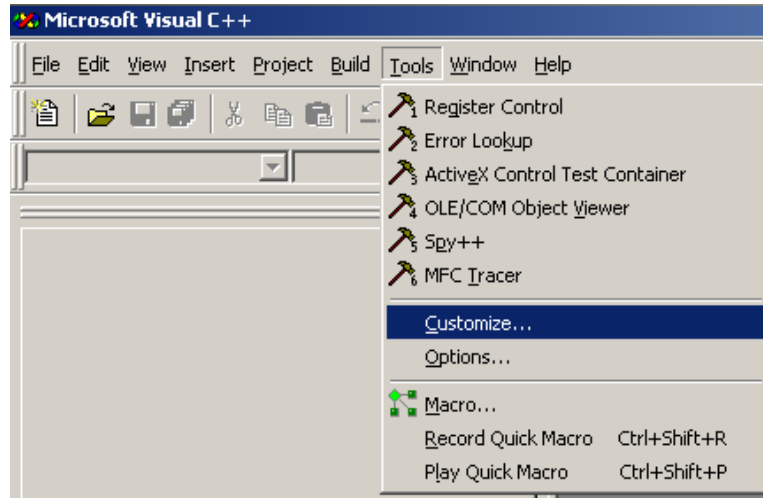 Microsoft Visual C++
File Edit View Insert Project Build Tools Window Help
1 Register Control
2 Error Lookup
3 ActiveX Control Test Container
4 OLE/COM Object Viewer
5 Spy++
6 MFC Tracer
Customize...
Options...
Macro...
Record Quick Macro Ctrl+Shift+R
Play Quick Macro Ctrl+Shift+P